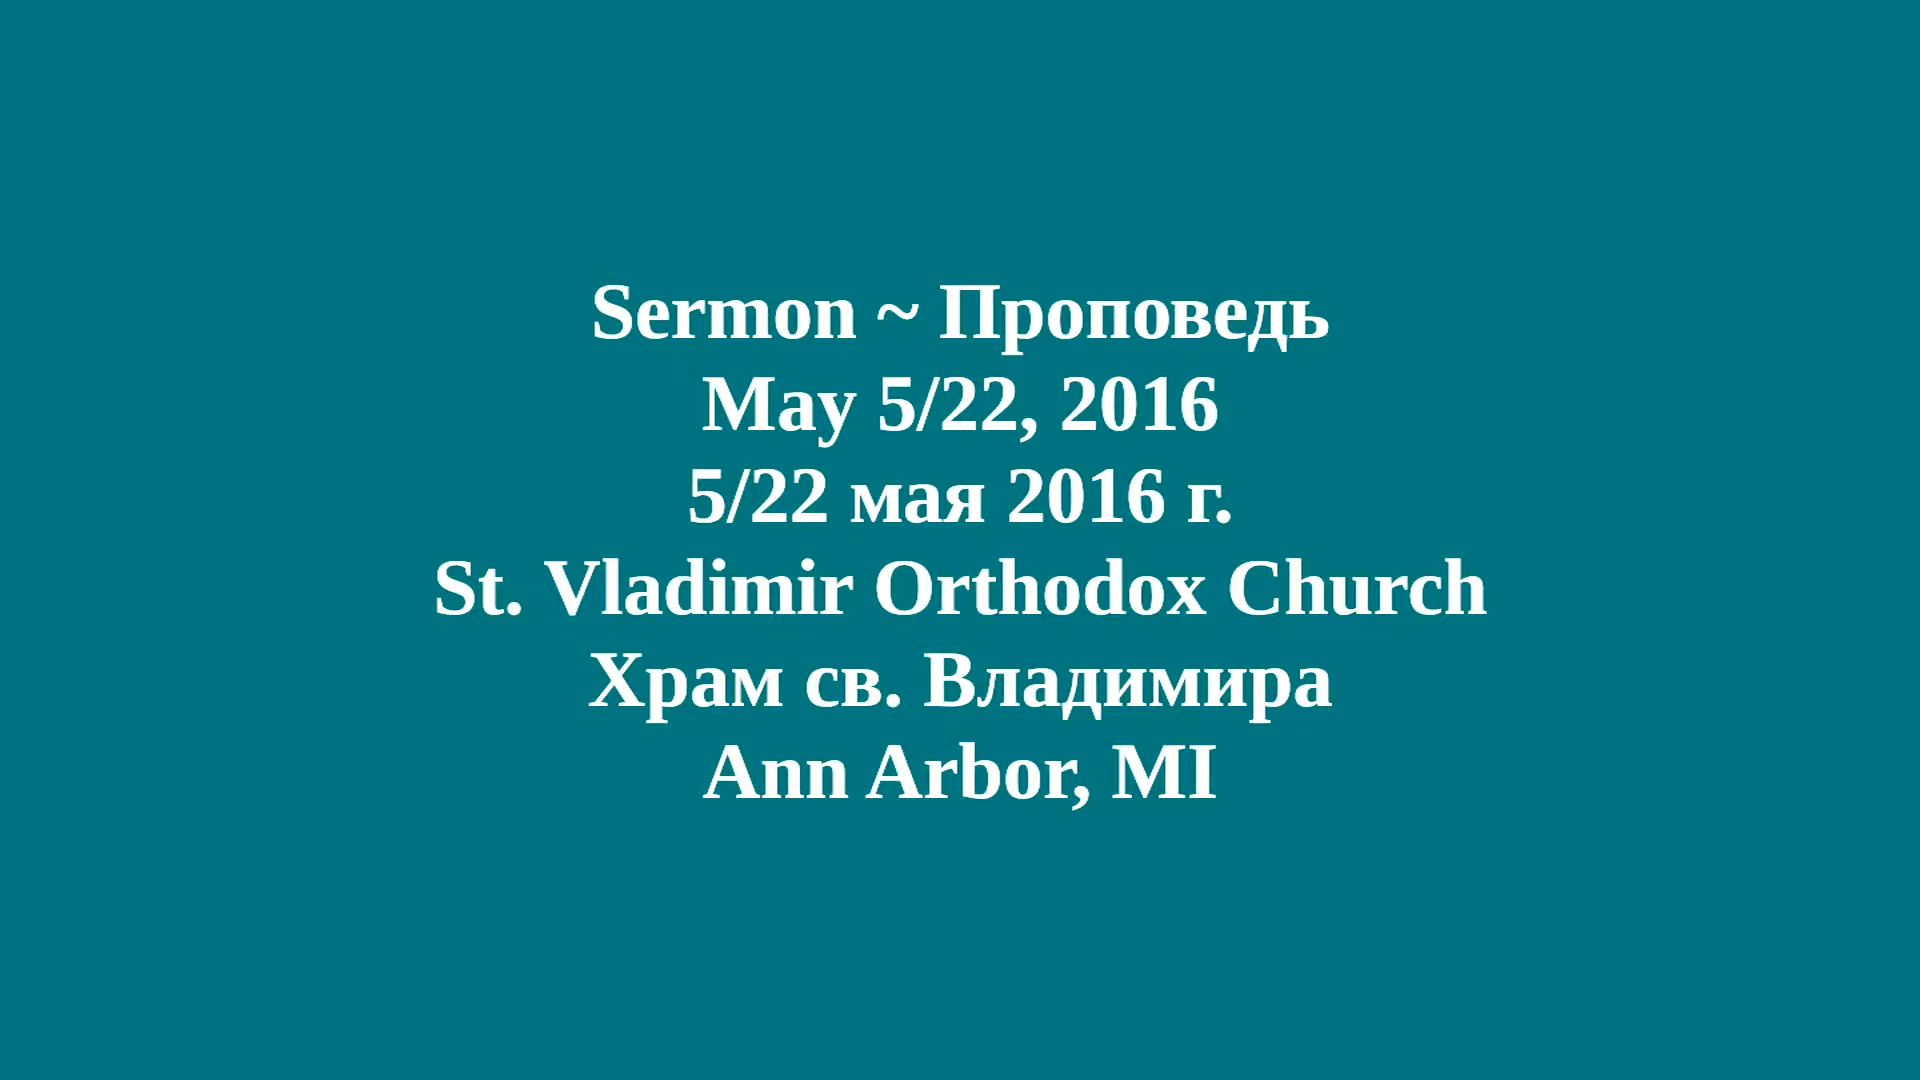 Sermon ~ Проповедь
May 5/22, 2016
5/22 мая 2016 г.
St. Vladimir Orthodox Church
Храм св. Владимира
Ann Arbor, MI